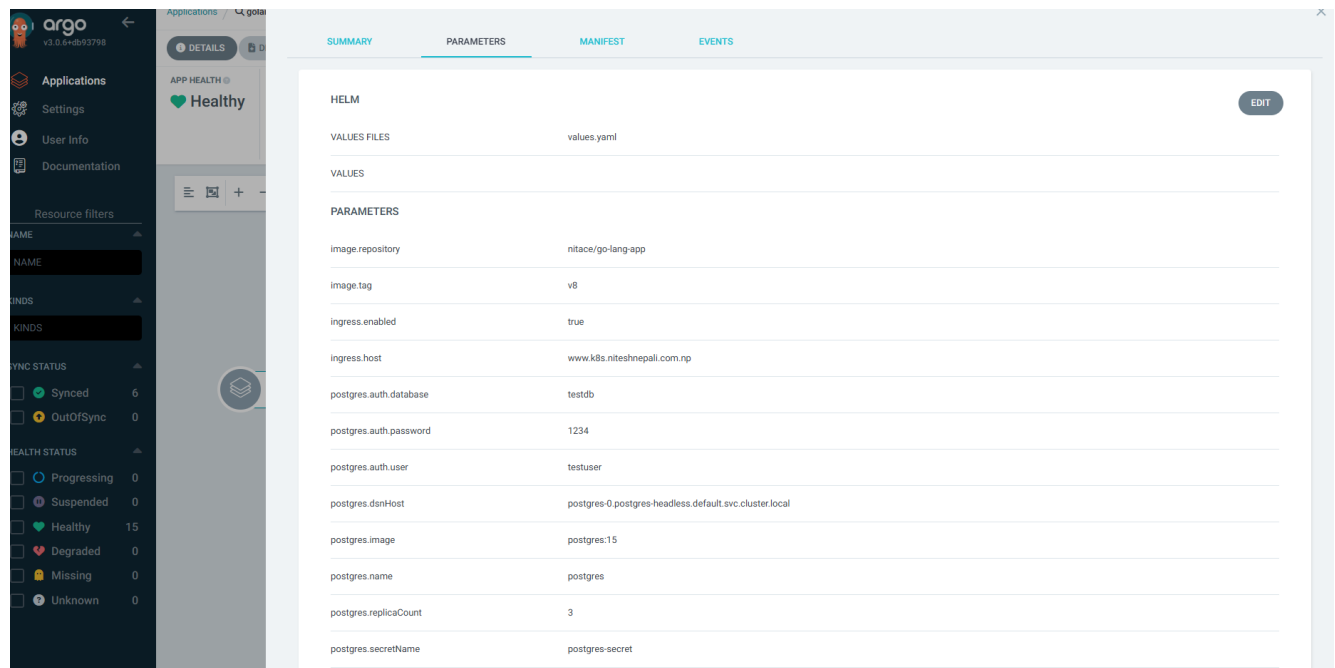 argo
v3.0.6+db93798
Applications
Settings
User Info
Documentation
Resource filters
NAME
NAME
KINDS
KINDS
SYNC STATUS
Synced 6
OutOfSync 0
HEALTH STATUS
Progressing 0
Suspended 0
Healthy 15
Degraded 0
Missing 0
Unknown 0
Applications / golar
DETAILS D
APP HEALTH
Healthy
SUMMARY PARAMETERS MANIFEST EVENTS
HELM EDIT
VALUES FILES values.yaml
VALUES
PARAMETERS
image.repository nitace/go-lang-app
image.tag v8
ingress.enabled true
ingress.host www.k8s.niteshnepali.com.np
postgres.auth.database testdb
postgres.auth.password 1234
postgres.auth.user testuser
postgres.dsnHost postgres-0.postgres-headless.default.svc.cluster.local
postgres.image postgres:15
postgres.name postgres
postgres.replicaCount 3
postgres.secretName postgres-secret